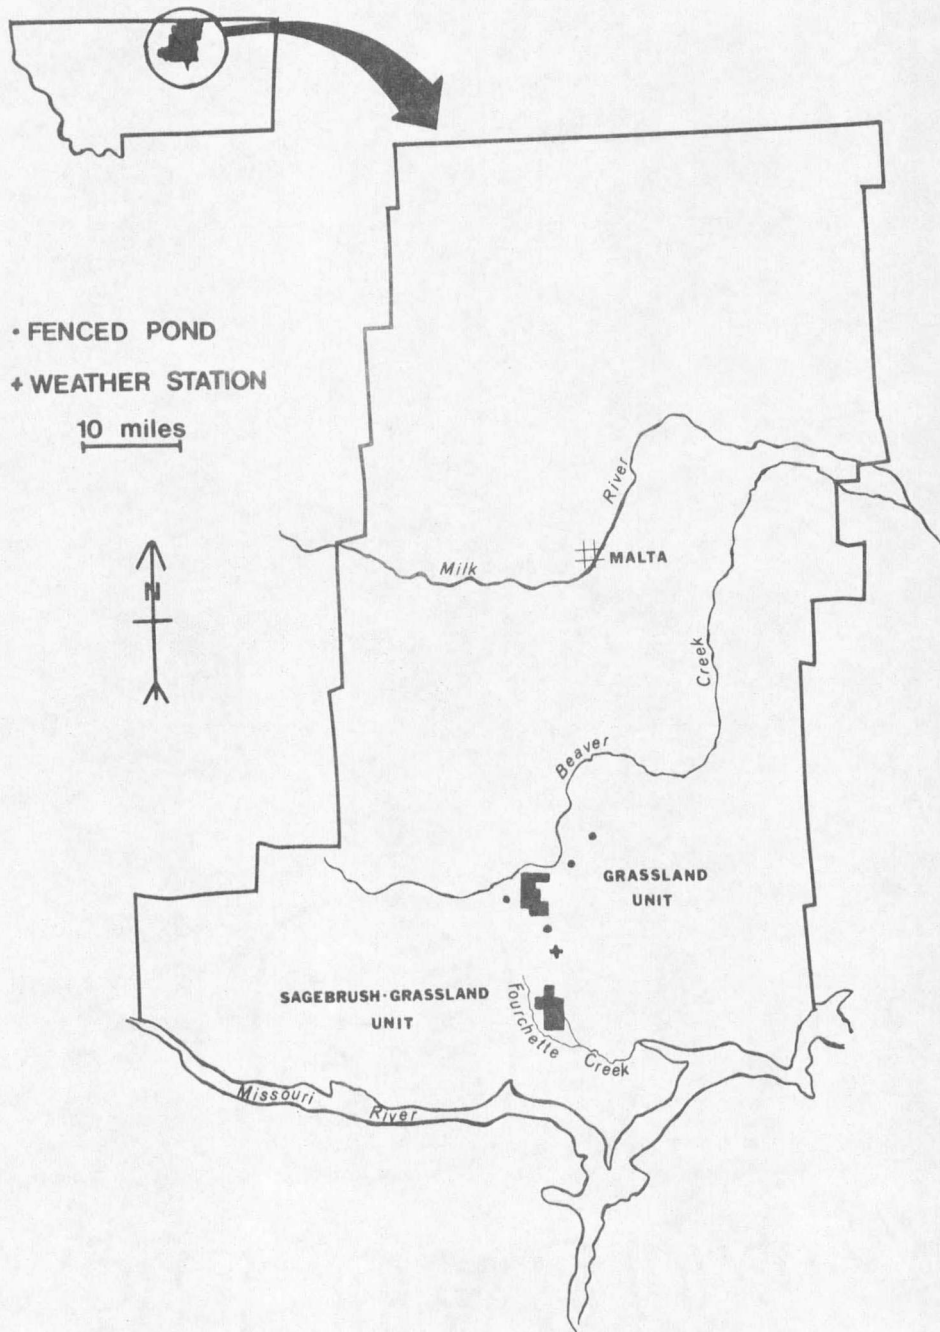 • FENCED POND
+ WEATHER STATION
10 miles
N
Milk
River
MALTA
Creek
Beaver
GRASSLAND
UNIT
SAGEBRUSH-GRASSLAND
UNIT
Fourchette
Creek
Missouri
River